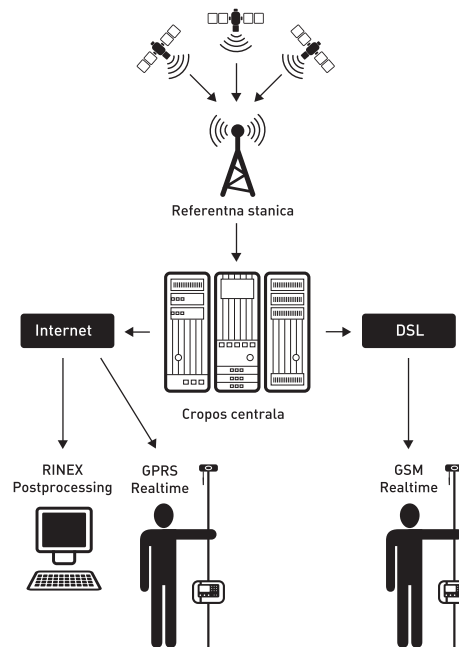 Referentna stanica
Internet
DSL
Cropos centrala
RINEX
Postprocessing
GPRS
Realtime
GSM
Realtime